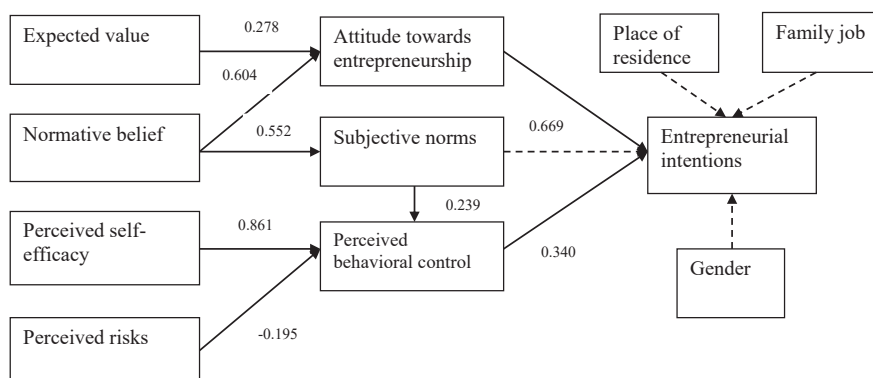 Expected value
0.278
Attitude towards
entrepreneurship
Place of
residence
Family job
0.604
Normative belief
0.552
Subjective norms
0.669
Entrepreneurial
intentions
0.239
Perceived self-
efficacy
0.861
Perceived
behavioral control
0.340
Gender
Perceived risks
-0.195